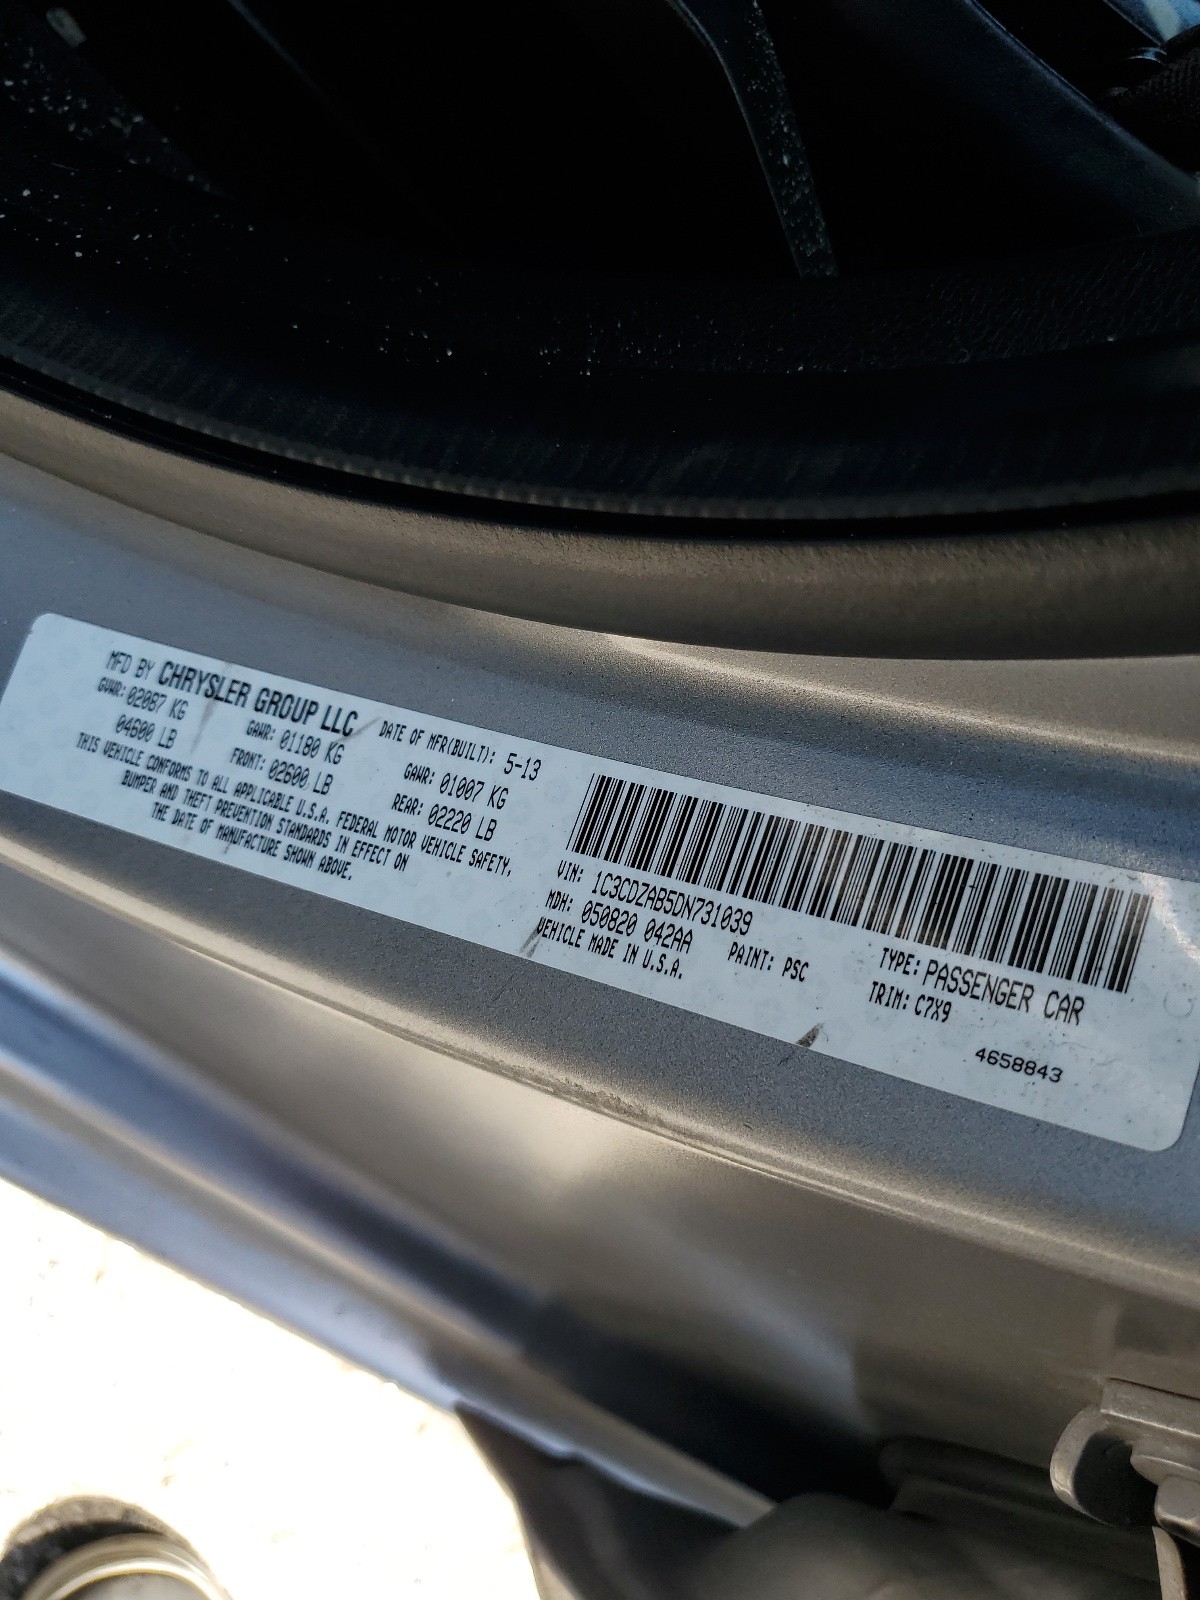 MFD BY CHRYSLER GROUP LLC DATE OF MFR(BUILT): 5-13
GVWR: 02087 KG GAWR: 01180 KG GAWR: 01007 KG
04600 LB FRONT: 02600 LB REAR: 02220 LB
THIS VEHICLE CONFORMS TO ALL APPLICABLE U.S.A. FEDERAL MOTOR VEHICLE SAFETY,
BUMPER AND THEFT PREVENTION STANDARDS IN EFFECT ON
THE DATE OF MANUFACTURE SHOWN ABOVE.
VIN: 1C3CDZAB5DN731039 TYPE: PASSENGER CAR
MDH: 050820 042AA PAINT: PSC TRIM: C7X9
VEHICLE MADE IN U.S.A. 4658843